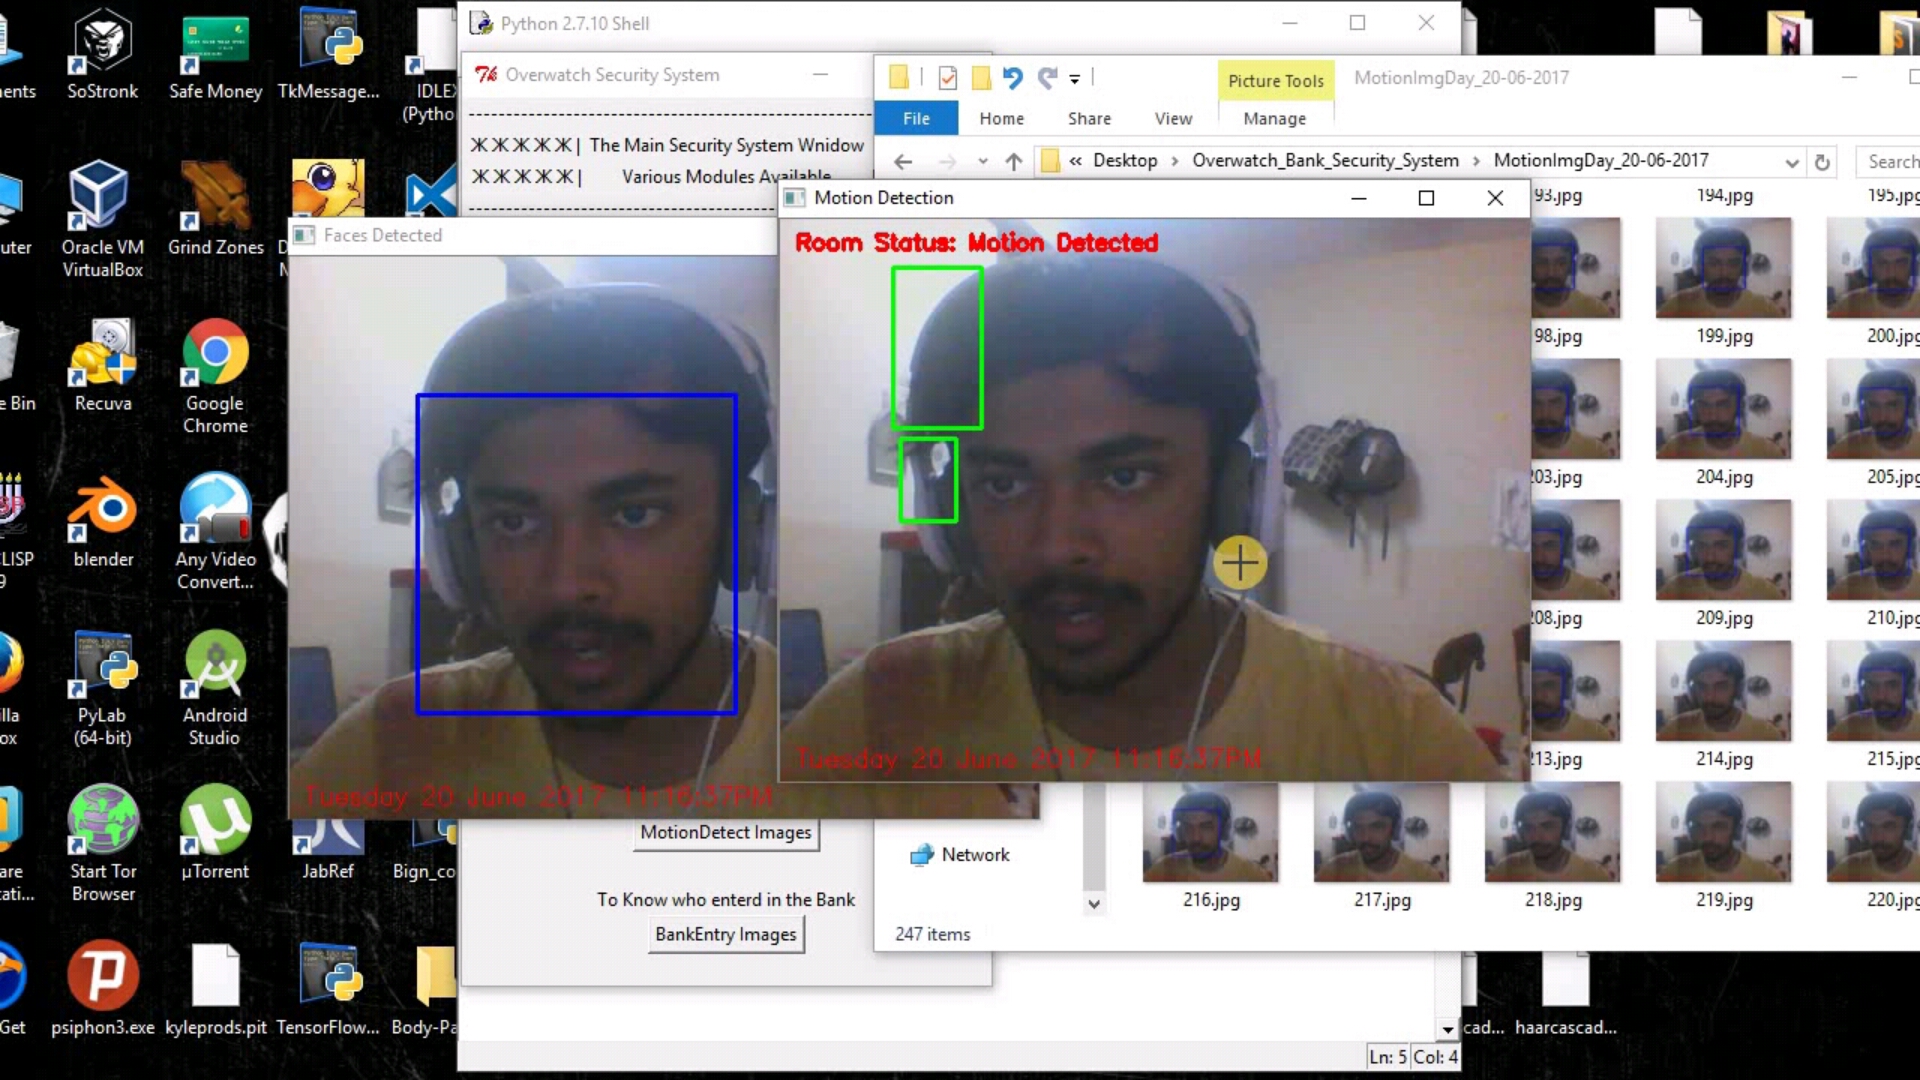 Python 2.7.10 Shell
Overwatch Security System
ЖЖЖЖЖ| The Main Security System Wnidow
ЖЖЖЖЖ| Various Modules Available
Picture Tools
MotionImgDay_20-06-2017
File
Home
Share
View
Manage
« Desktop › Overwatch_Bank_Security_System › MotionImgDay_20-06-2017
Search
Motion Detection
Room Status: Motion Detected
Tuesday 20 June 2017 11:16:37PM
Faces Detected
Tuesday 20 June 2017 11:16:37PM
MotionDetect Images
To Know who enterd in the Bank
BankEntry Images
93.jpg
194.jpg
195.jpg
98.jpg
199.jpg
200.jpg
203.jpg
204.jpg
205.jpg
208.jpg
209.jpg
210.jpg
213.jpg
214.jpg
215.jpg
216.jpg
217.jpg
218.jpg
219.jpg
220.jpg
Network
247 items
Ln: 5 Col: 4
SoStronk
Safe Money
TkMessage...
IDLE
(Pytho
Oracle VM
VirtualBox
Grind Zones
Recuva
Google
Chrome
e Bin
blender
Any Video
Convert...
CLISP
PyLab
(64-bit)
Android
Studio
Start Tor
Browser
µTorrent
JabRef
Bign_co
Get
psiphon3.exe
kyleprods.pit
TensorFlow...
Body-Pa
cad...
haarcascad...